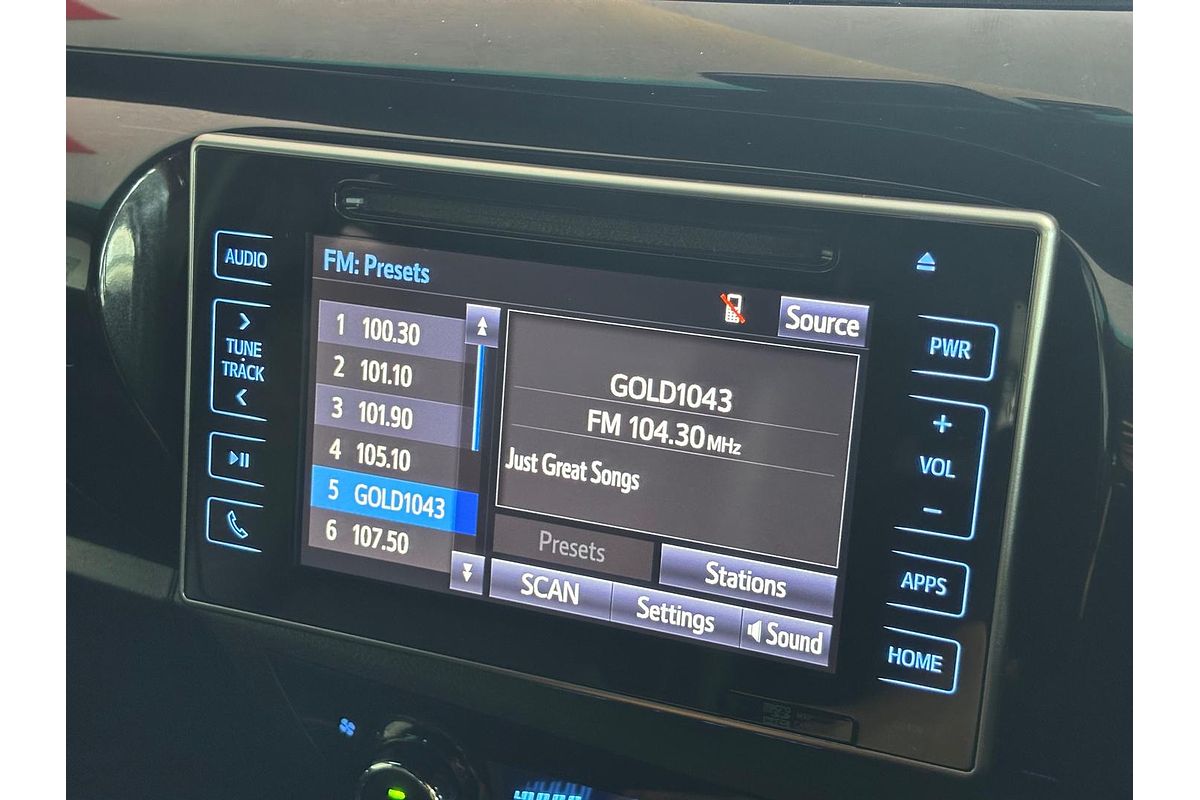 AUDIO
TUNE
TRACK
FM: Presets
Source
1 100.30
2 101.10
3 101.90
4 105.10
5 GOLD1043
6 107.50
GOLD1043
FM 104.30MHz
Just Great Songs
Presets
Stations
SCAN
Settings
Sound
PWR
+
VOL
-
APPS
HOME